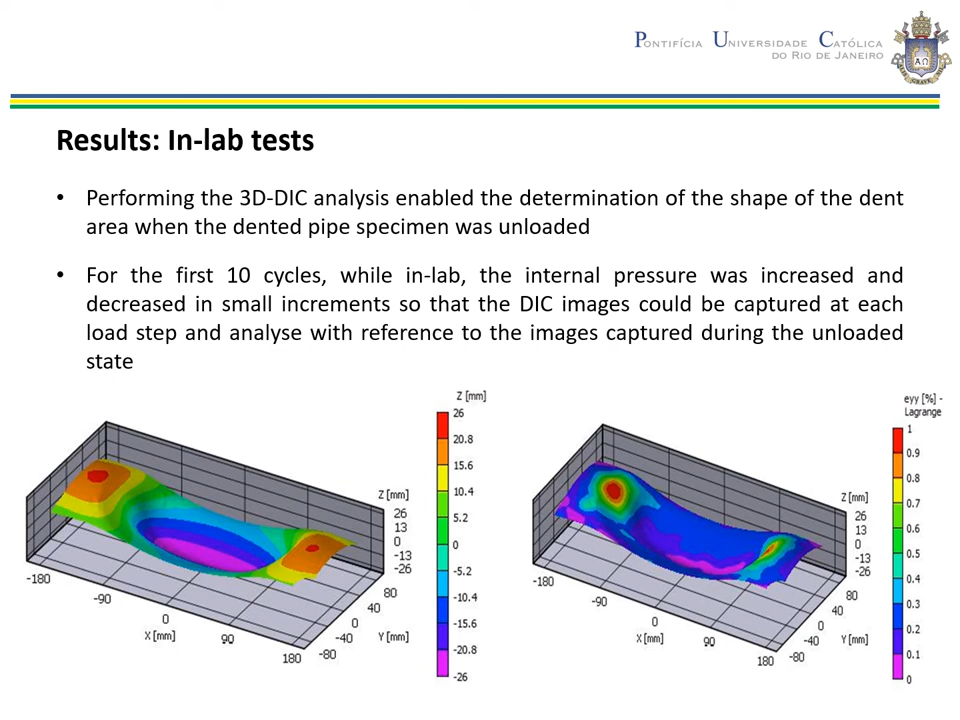 PONTIFÍCIA UNIVERSIDADE CATÓLICA
DO RIO DE JANEIRO
Results: In-lab tests
• Performing the 3D-DIC analysis enabled the determination of the shape of the dent
area when the dented pipe specimen was unloaded
• For the first 10 cycles, while in-lab, the internal pressure was increased and
decreased in small increments so that the DIC images could be captured at each
load step and analyse with reference to the images captured during the unloaded
state
Z [mm]
26
20.8
15.6
10.4
5.2
0
-5.2
-10.4
-15.6
-20.8
-26
Z [mm]
26
13
0
-13
-26
80
40
0
-40
-80
Y [mm]
-180
-90
0
90
180
X [mm]
eyy [%] -
Lagrange
1
0.9
0.8
0.7
0.6
0.5
0.4
0.3
0.2
0.1
0
Z [mm]
26
13
0
-13
-26
80
40
0
-40
-80
Y [mm]
-180
-90
0
90
180
X [mm]